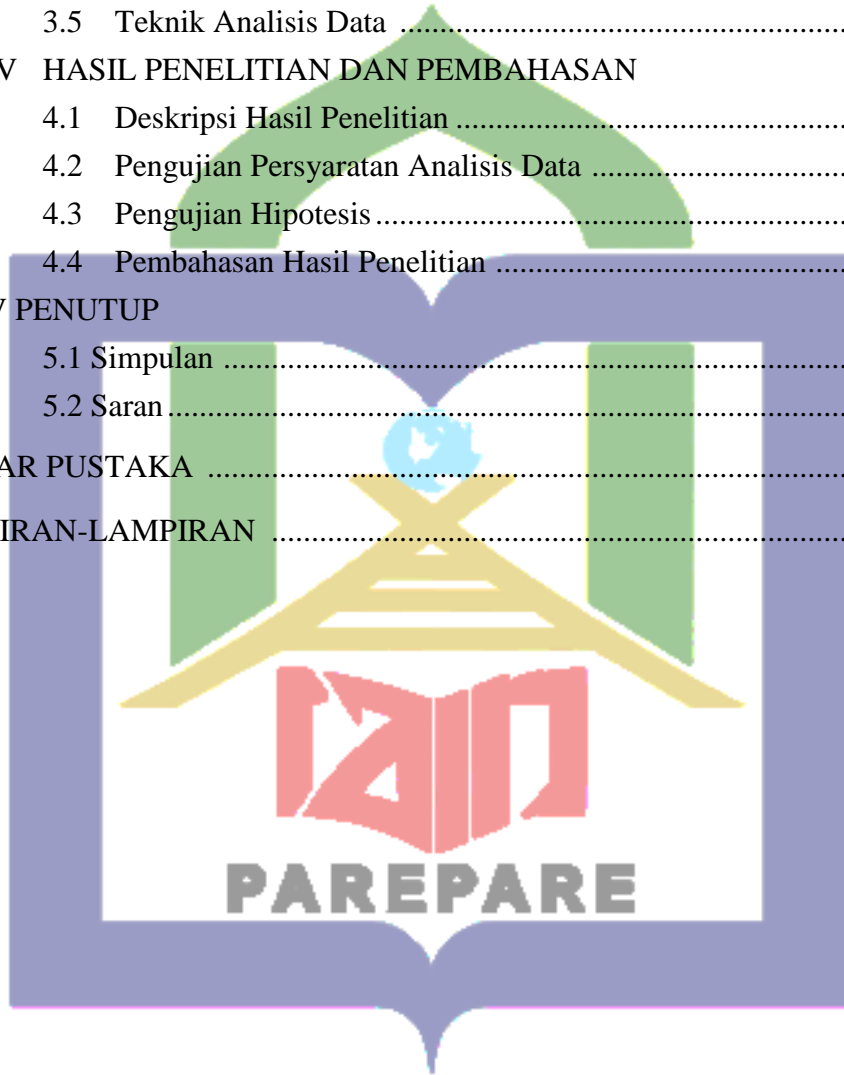 3.5 Teknik Analisis Data ........................................................................
V HASIL PENELITIAN DAN PEMBAHASAN
4.1 Deskripsi Hasil Penelitian ..............................................................
4.2 Pengujian Persyaratan Analisis Data ........................................
4.3 Pengujian Hipotesis ..........................................................................
4.4 Pembahasan Hasil Penelitian .......................................................
V PENUTUP
5.1 Simpulan ....................................................................................................
5.2 Saran .............................................................................................................
AR PUSTAKA ......................................................................................................
IRAN-LAMPIRAN .............................................................................................
iain
PAREPARE